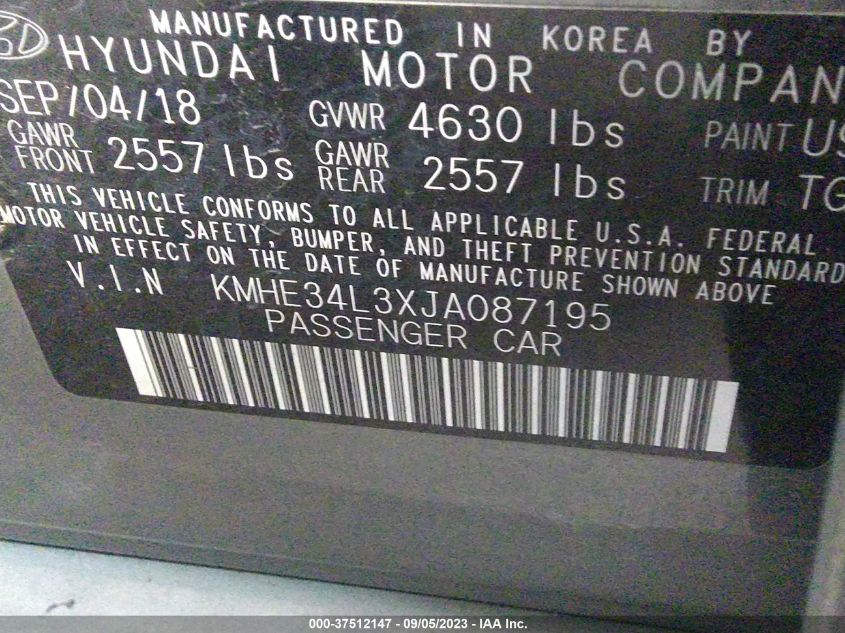 MANUFACTURED IN KOREA BY
HYUNDAI MOTOR COMPAN
SEP/04/18 GVWR 4630 lbs PAINT US
GAWR FRONT 2557 lbs GAWR REAR 2557 lbs TRIM TG
THIS VEHICLE CONFORMS TO ALL APPLICABLE U.S.A. FEDERAL
MOTOR VEHICLE SAFETY, BUMPER, AND THEFT PREVENTION STANDARD
IN EFFECT ON THE DATE OF MANUFACTURE SHOWN ABOVE
V.I.N KMHE34L3XJA087195
PASSENGER CAR
000-37512147 - 09/05/2023 - IAA Inc.